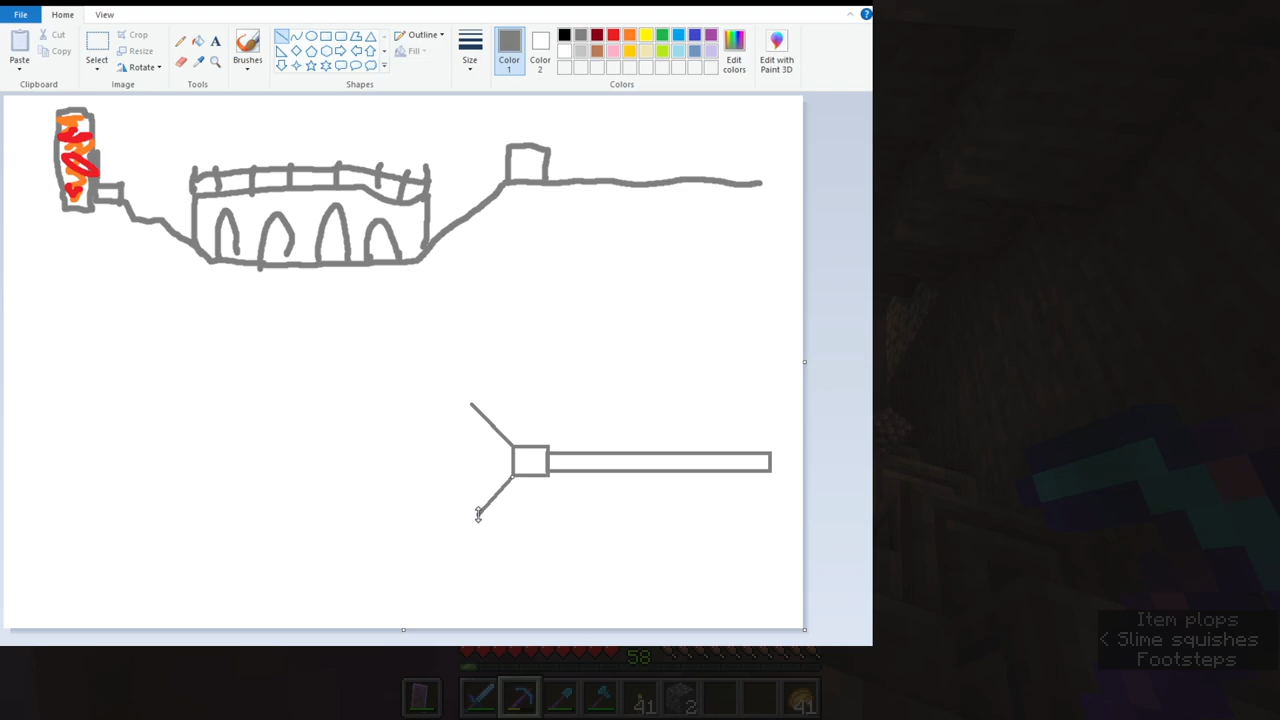 File Home View
Paste
Cut
Copy
Clipboard
Select
Crop
Resize
Rotate
Image
Tools
Brushes
Outline
Fill
Shapes
Size
Color 1
Color 2
Edit colors
Colors
Edit with Paint 3D
Item plops
< Slime squishes
Footsteps
58
41
2
41